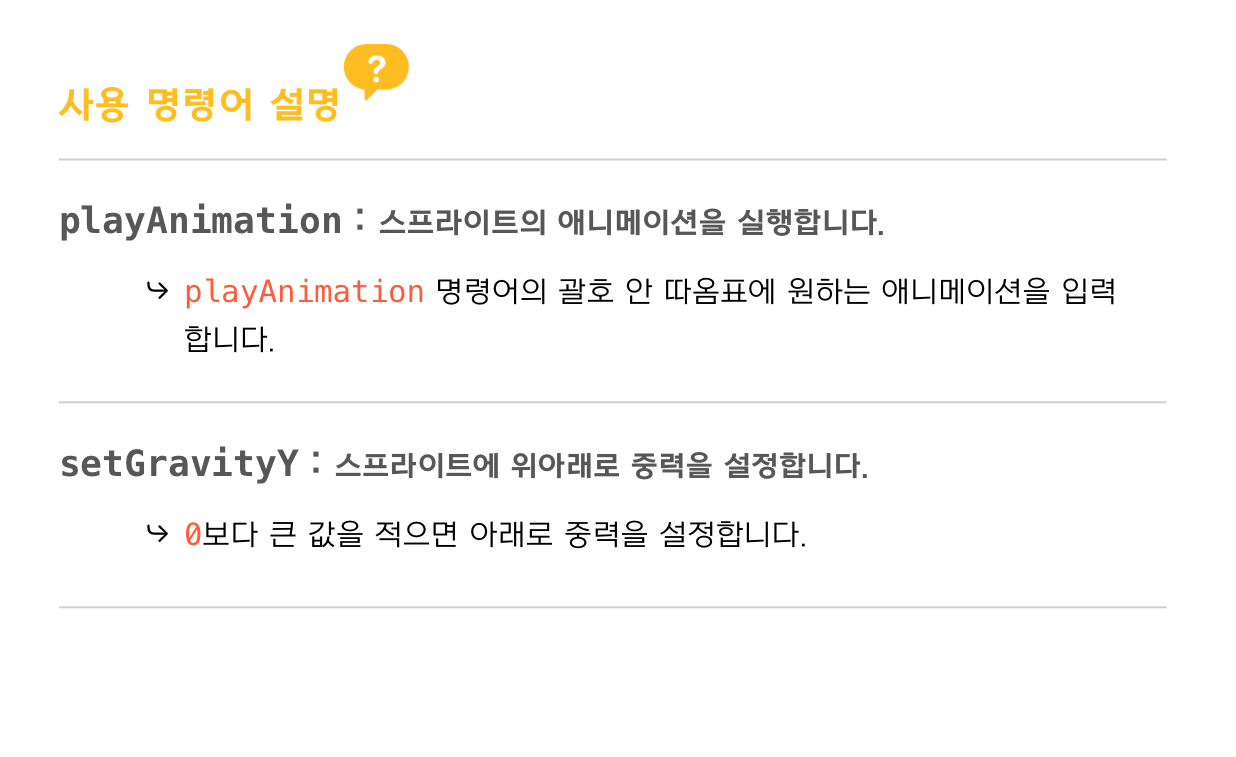 사용 명령어 설명 ?
playAnimation : 스프라이트의 애니메이션을 실행합니다.
↪ playAnimation 명령어의 괄호 안 따옴표에 원하는 애니메이션을 입력
합니다.
setGravityY : 스프라이트에 위아래로 중력을 설정합니다.
↪ 0보다 큰 값을 적으면 아래로 중력을 설정합니다.